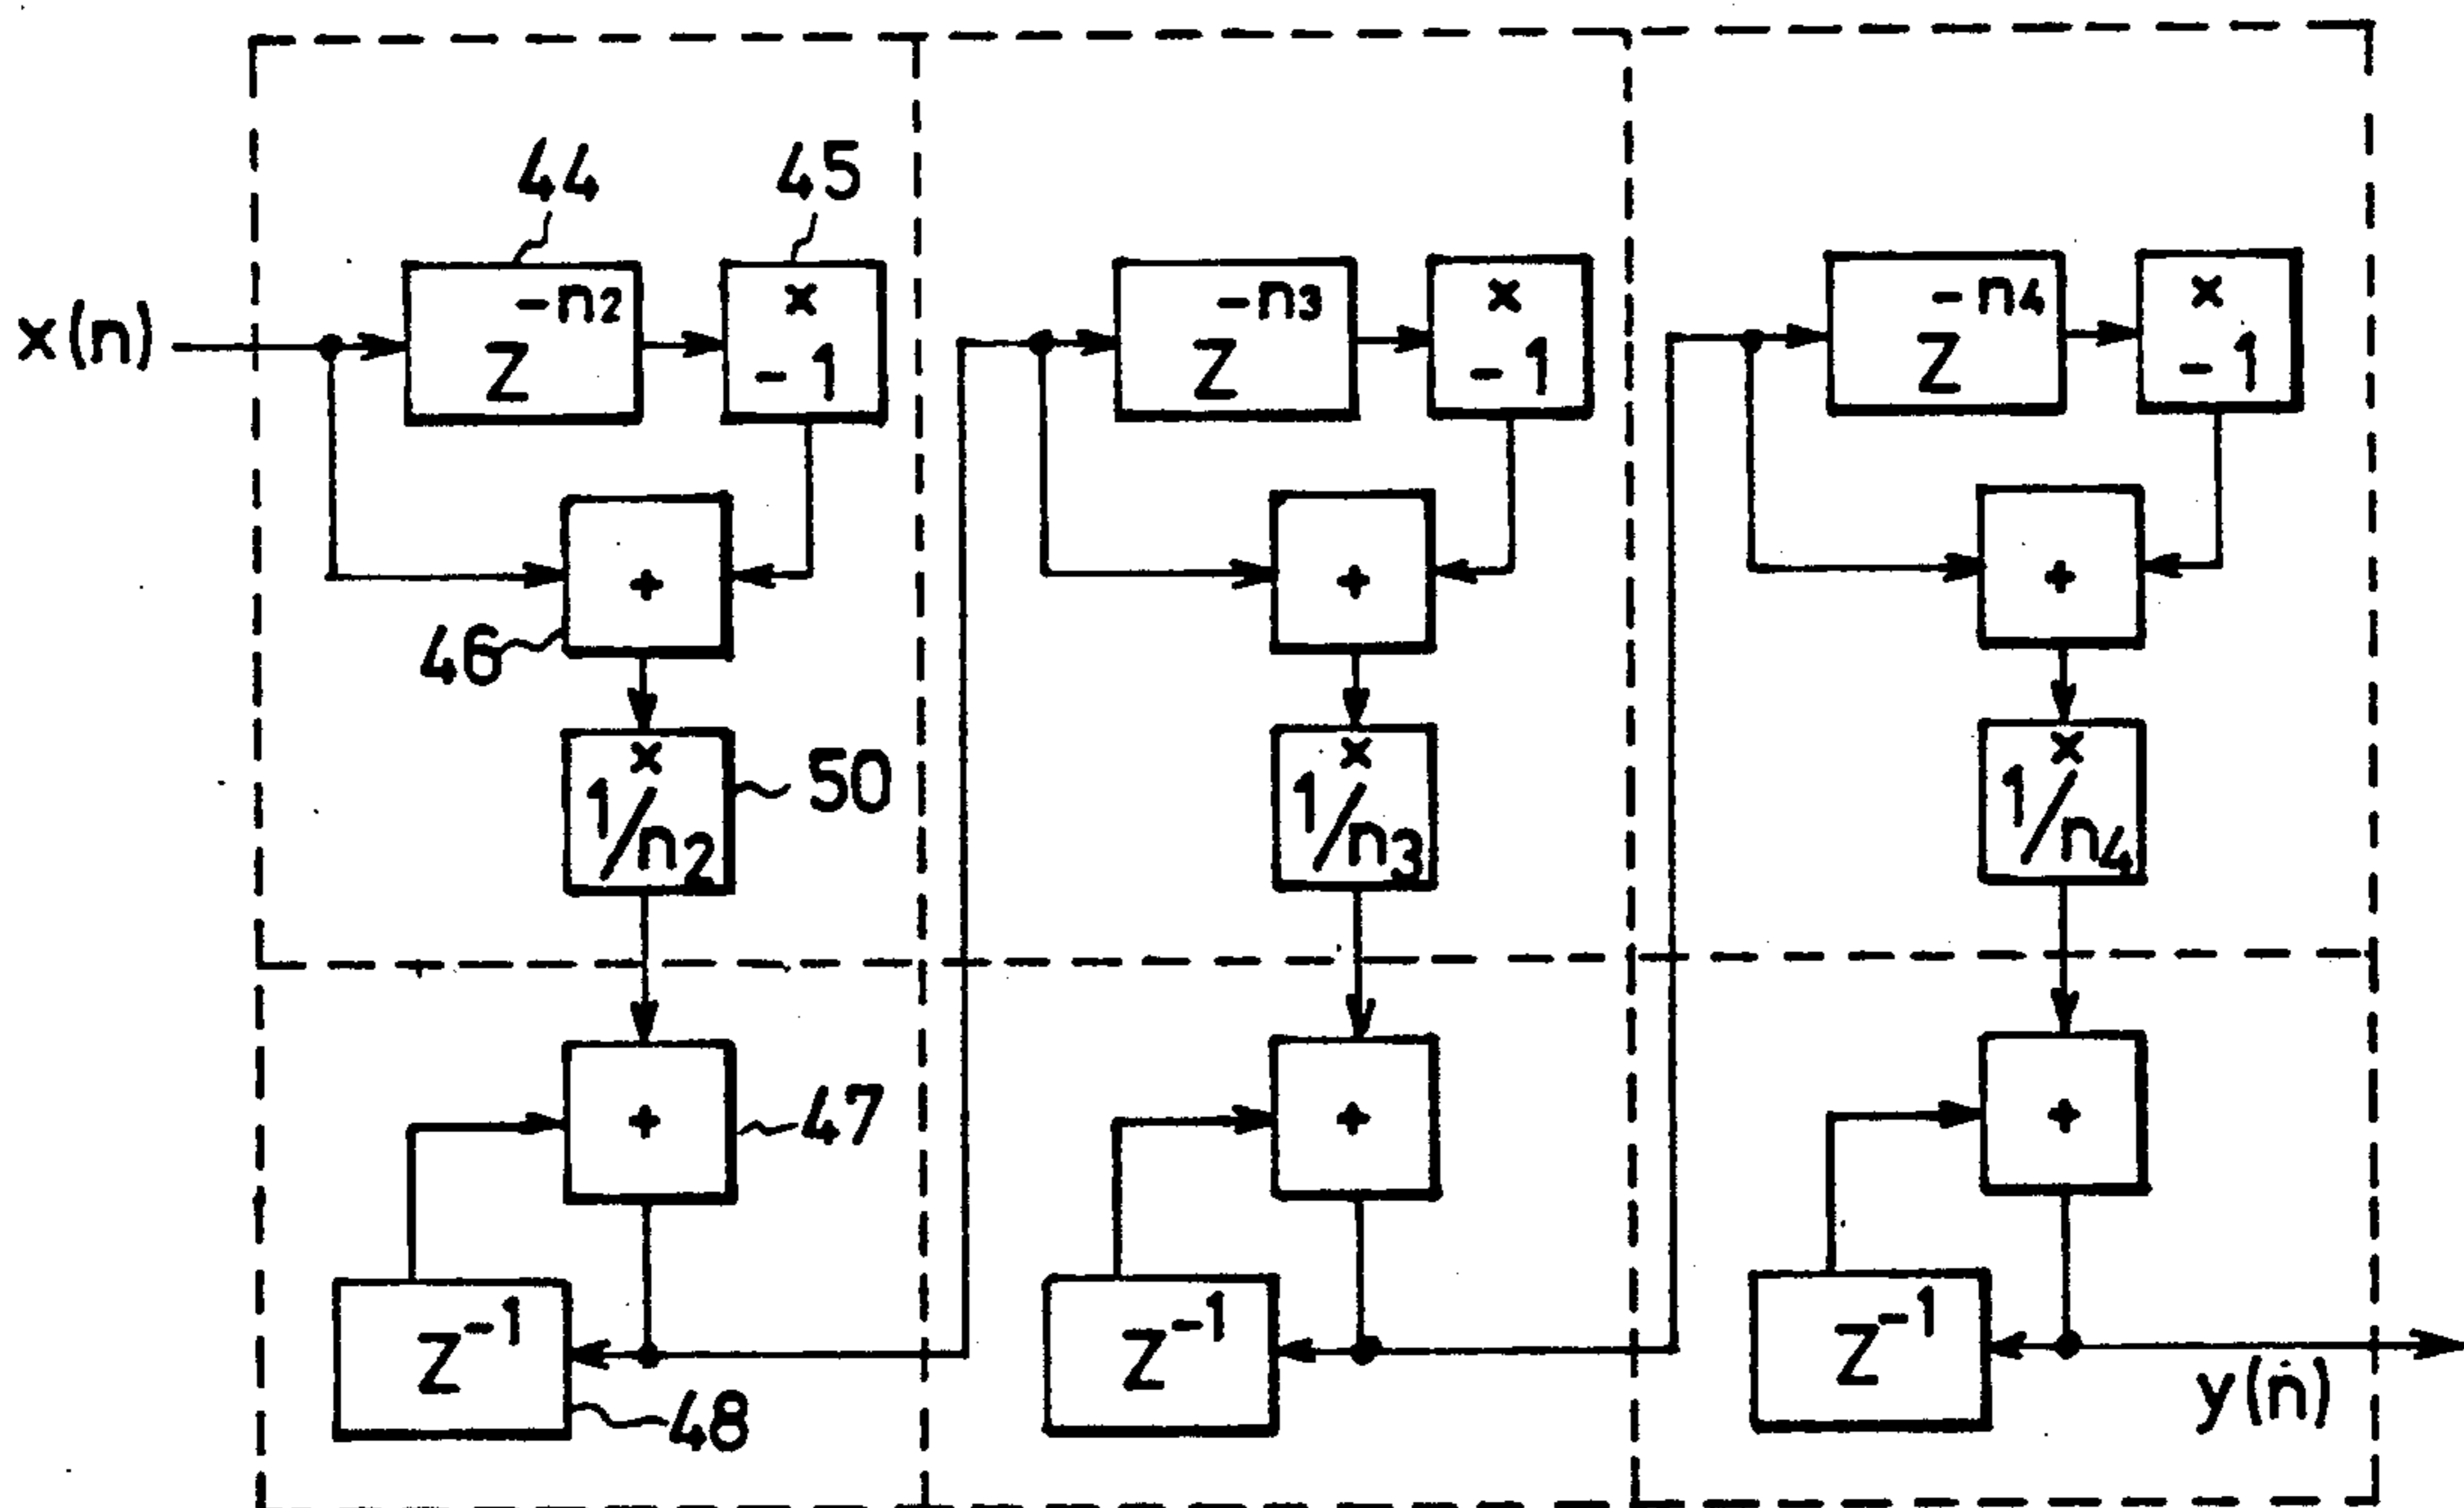 44
45
x(n)
z^-n2
x
-1
z^-n3
x
-1
z^-n4
x
-1
+
+
+
46
x
1/n2
50
x
1/n3
x
1/n4
+
47
+
+
z^-1
48
z^-1
z^-1
y(n)